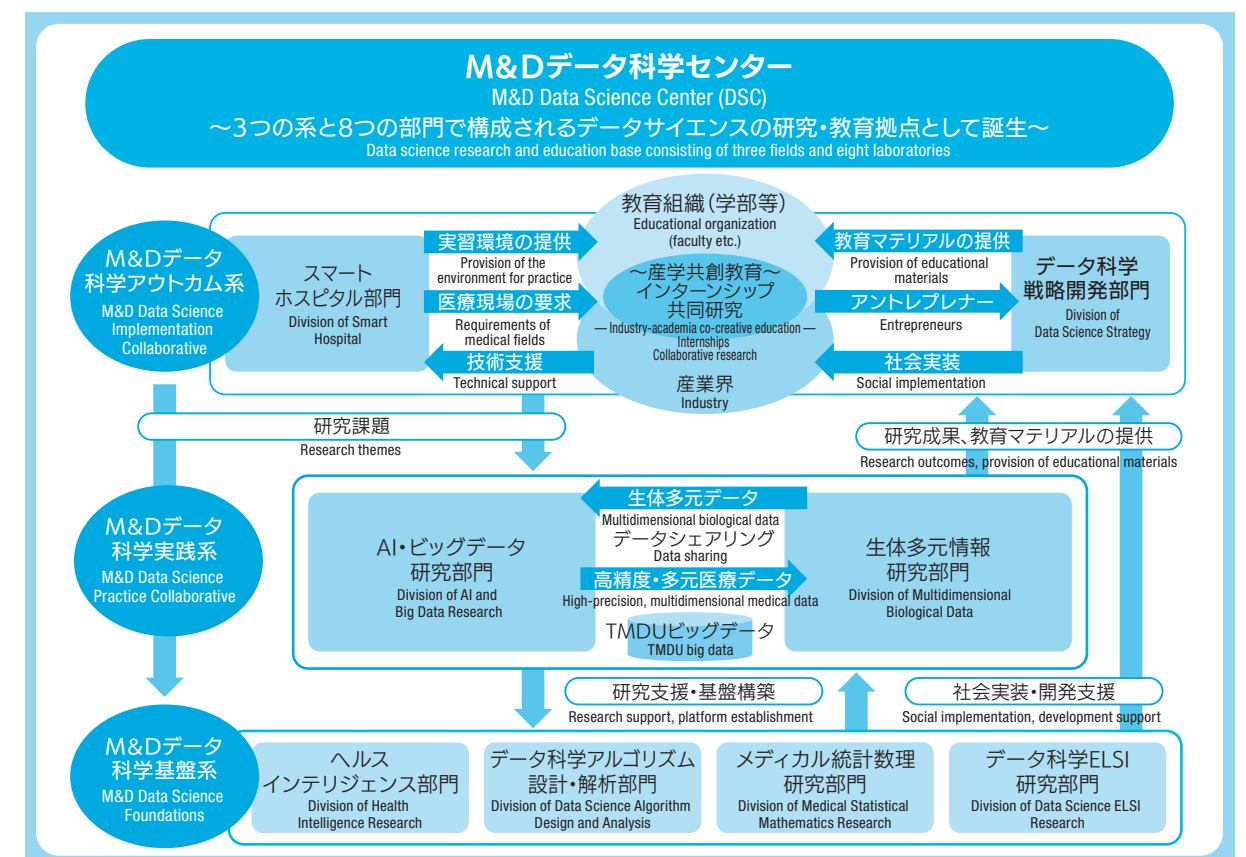 M&Dデータ科学センター
M&D Data Science Center (DSC)
～3つの系と8つの部門で構成されるデータサイエンスの研究・教育拠点として誕生～
Data science research and education base consisting of three fields and eight laboratories
M&Dデータ
科学アウトカム系
M&D Data Science
Implementation
Collaborative
スマート
ホスピタル部門
Division of Smart
Hospital
実習環境の提供
Provision of the
environment for practice
医療現場の要求
Requirements of
medical fields
技術支援
Technical support
教育組織（学部等）
Educational organization
(faculty etc.)
～産学共創教育～
インターンシップ
共同研究
— Industry-academia co-creative education —
Internships
Collaborative research
産業界
Industry
教育マテリアルの提供
Provision of educational
materials
アントレプレナー
Entrepreneurs
社会実装
Social implementation
データ科学
戦略開発部門
Division of
Data Science Strategy
研究課題
Research themes
研究成果、教育マテリアルの提供
Research outcomes, provision of educational materials
M&Dデータ
科学実践系
M&D Data Science
Practice Collaborative
AI・ビッグデータ
研究部門
Division of AI and
Big Data Research
生体多元データ
Multidimensional biological data
データシェアリング
Data sharing
高精度・多元医療データ
High-precision, multidimensional medical data
TMDUビッグデータ
TMDU big data
生体多元情報
研究部門
Division of Multidimensional
Biological Data
研究支援・基盤構築
Research support, platform establishment
社会実装・開発支援
Social implementation, development support
M&Dデータ
科学基盤系
M&D Data Science
Foundations
ヘルス
インテリジェンス部門
Division of Health
Intelligence Research
データ科学アルゴリズム
設計・解析部門
Division of Data Science Algorithm
Design and Analysis
メディカル統計数理
研究部門
Division of Medical Statistical
Mathematics Research
データ科学ELSI
研究部門
Division of Data Science ELSI
Research